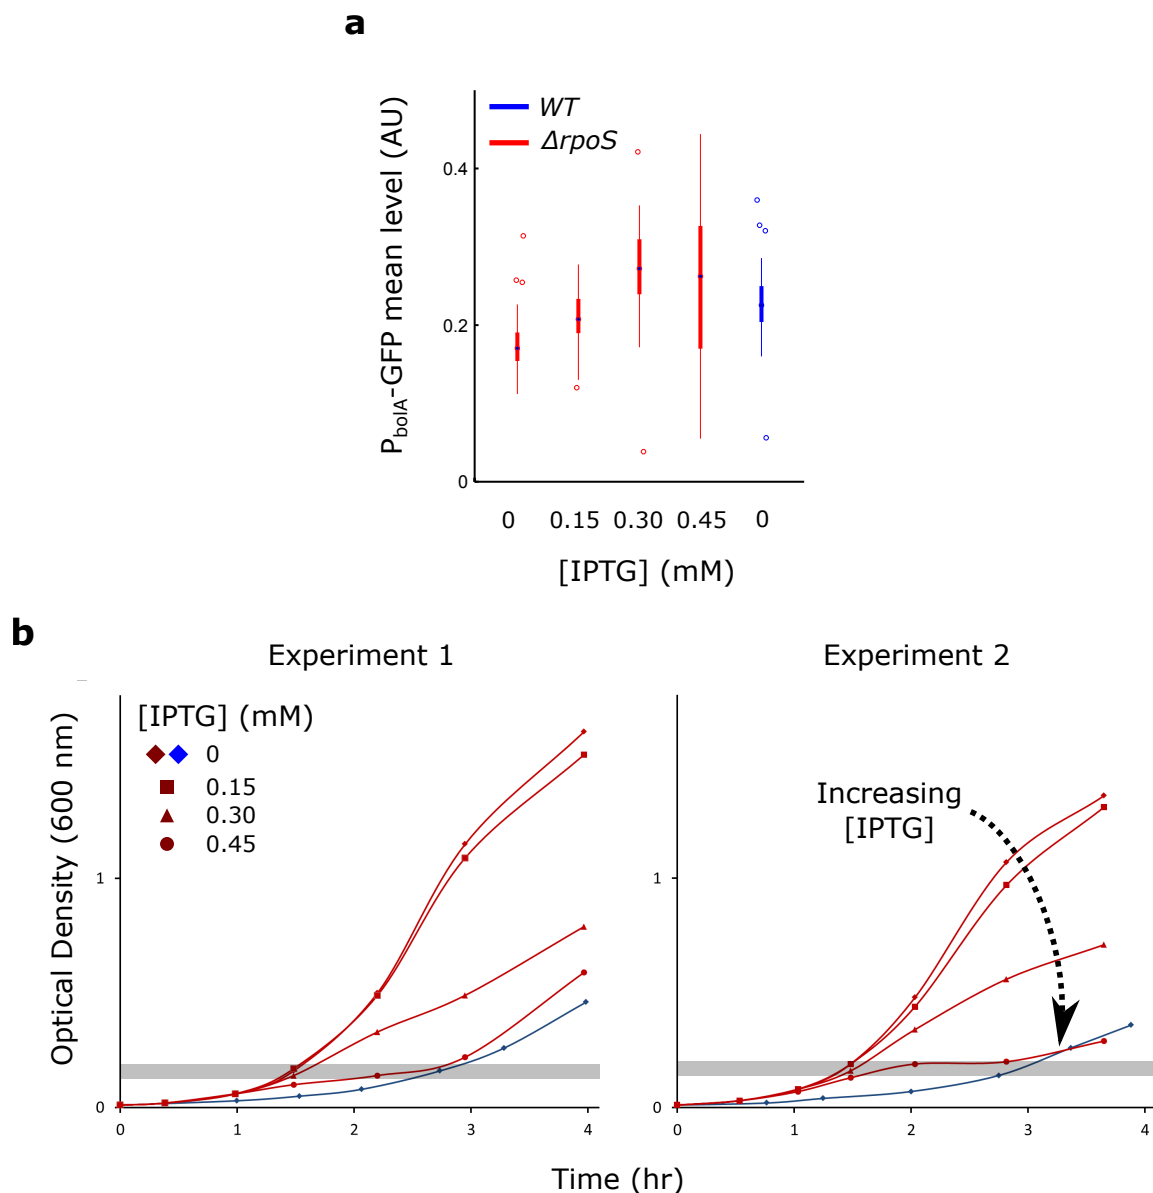 a
WT
ΔrpoS
P_bolA-GFP mean level (AU)
0.4
0.2
0
0 0.15 0.30 0.45 0
[IPTG] (mM)
b
Experiment 1
Experiment 2
[IPTG] (mM)
0
0.15
0.30
0.45
Optical Density (600 nm)
1
0
0 1 2 3 4
Increasing
[IPTG]
1
0
0 1 2 3 4
Time (hr)